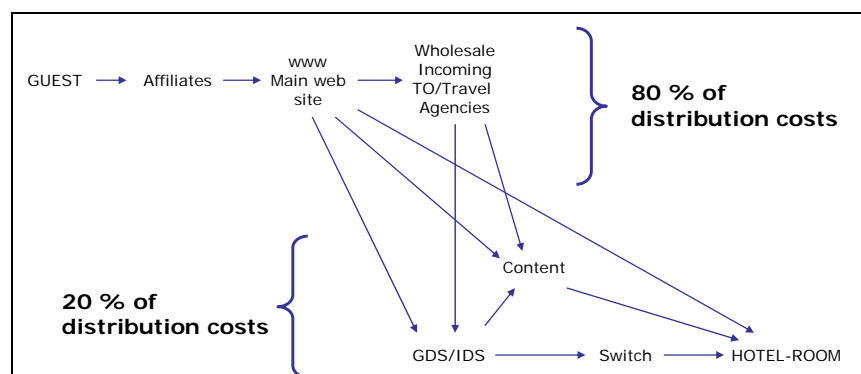 GUEST
Affiliates
www
Main web
site
Wholesale
Incoming
TO/Travel
Agencies
80 % of
distribution costs
Content
20 % of
distribution costs
GDS/IDS
Switch
HOTEL-ROOM